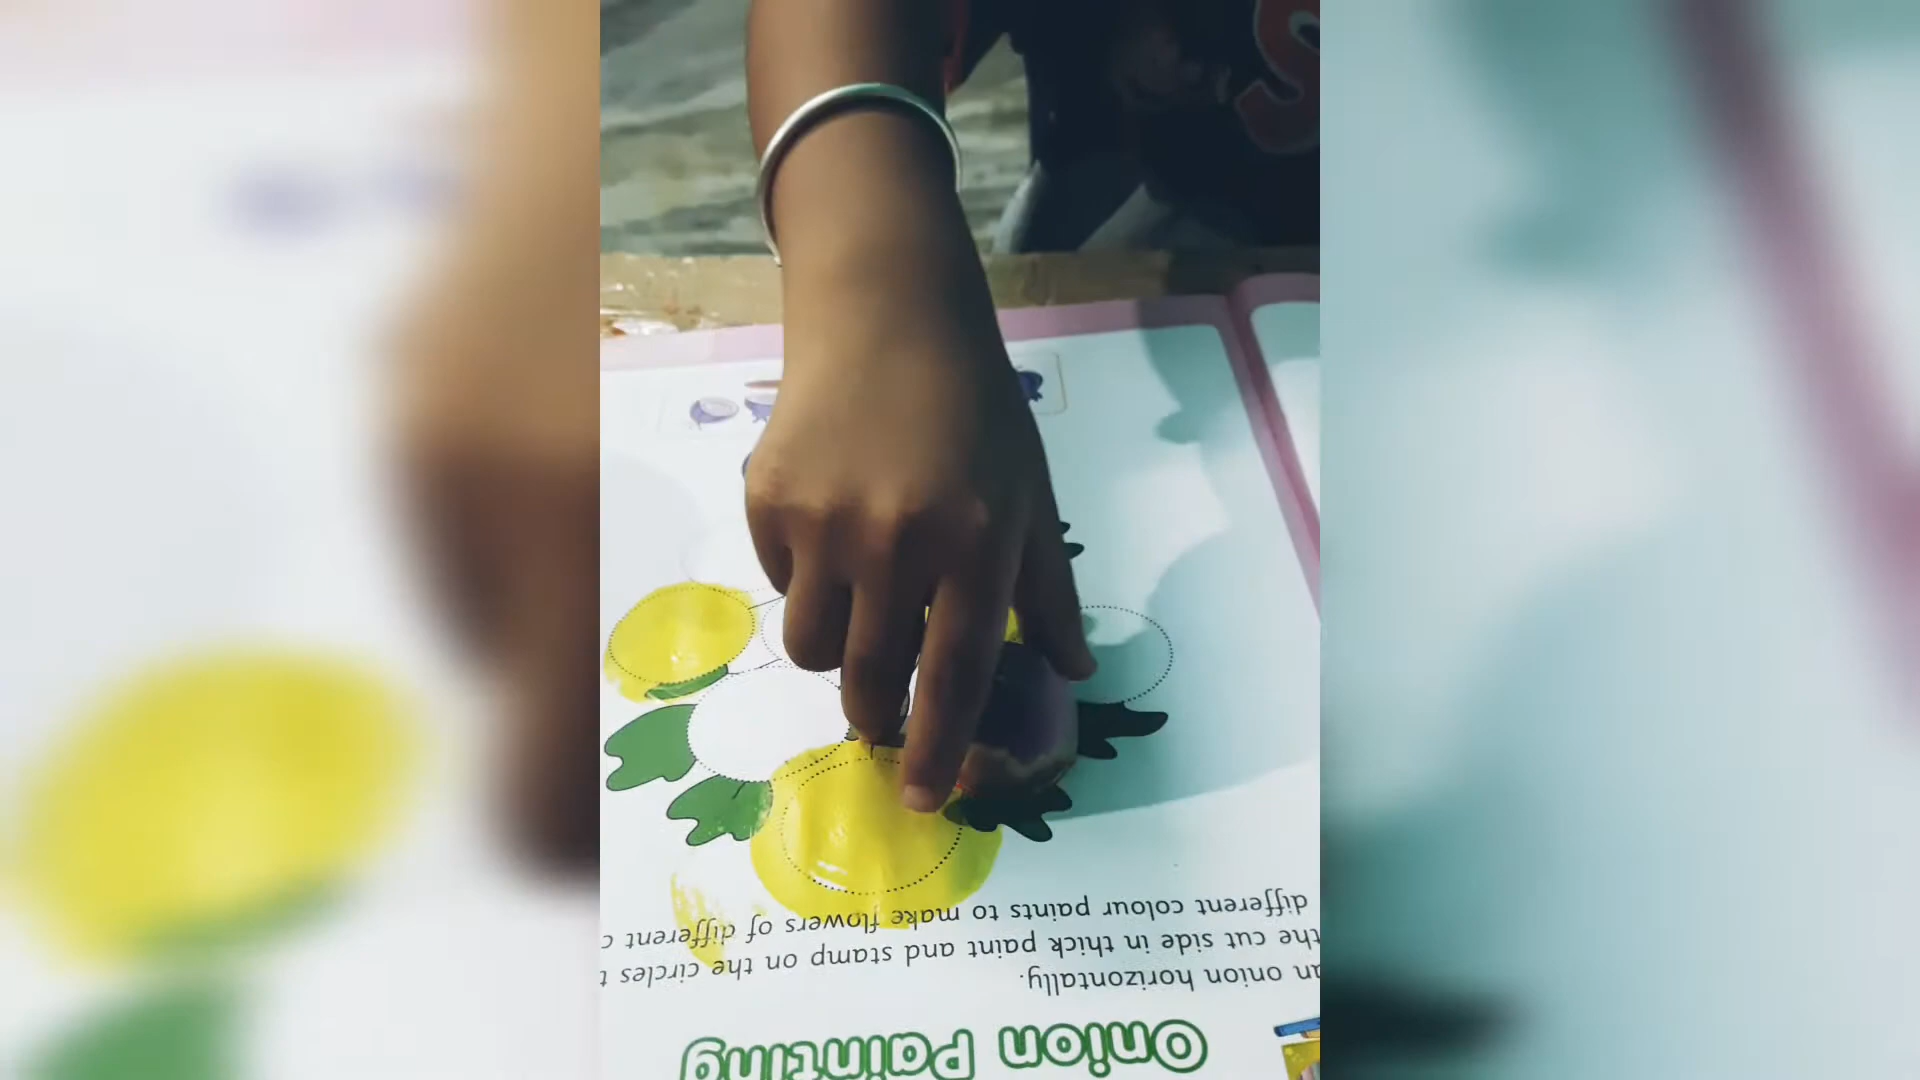 Onion Painting
an onion horizontally.
the cut side in thick paint and stamp on the circles
different colour paints to make flowers of different
S